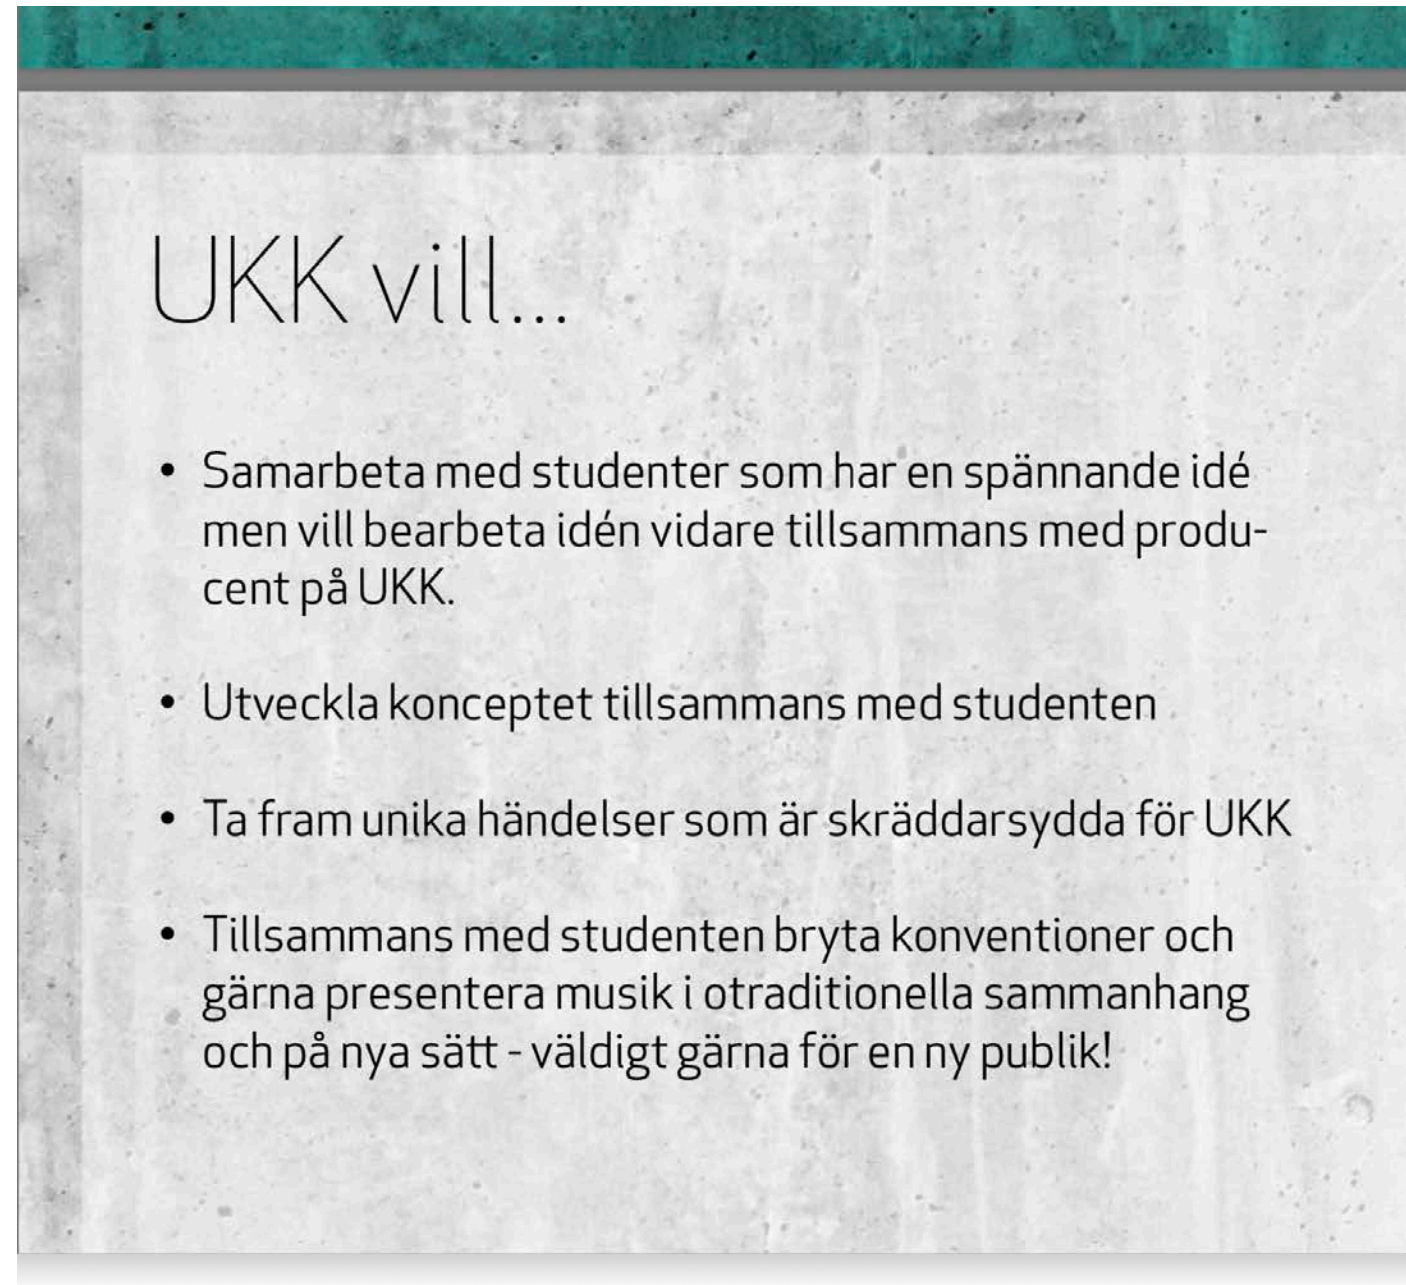 UKK vill...
• Samarbeta med studenter som har en spännande idé
men vill bearbeta idén vidare tillsammans med produ-
cent på UKK.
• Utveckla konceptet tillsammans med studenten
• Ta fram unika händelser som är skräddarsydda för UKK
• Tillsammans med studenten bryta konventioner och
gärna presentera musik i otraditionella sammanhang
och på nya sätt - väldigt gärna för en ny publik!